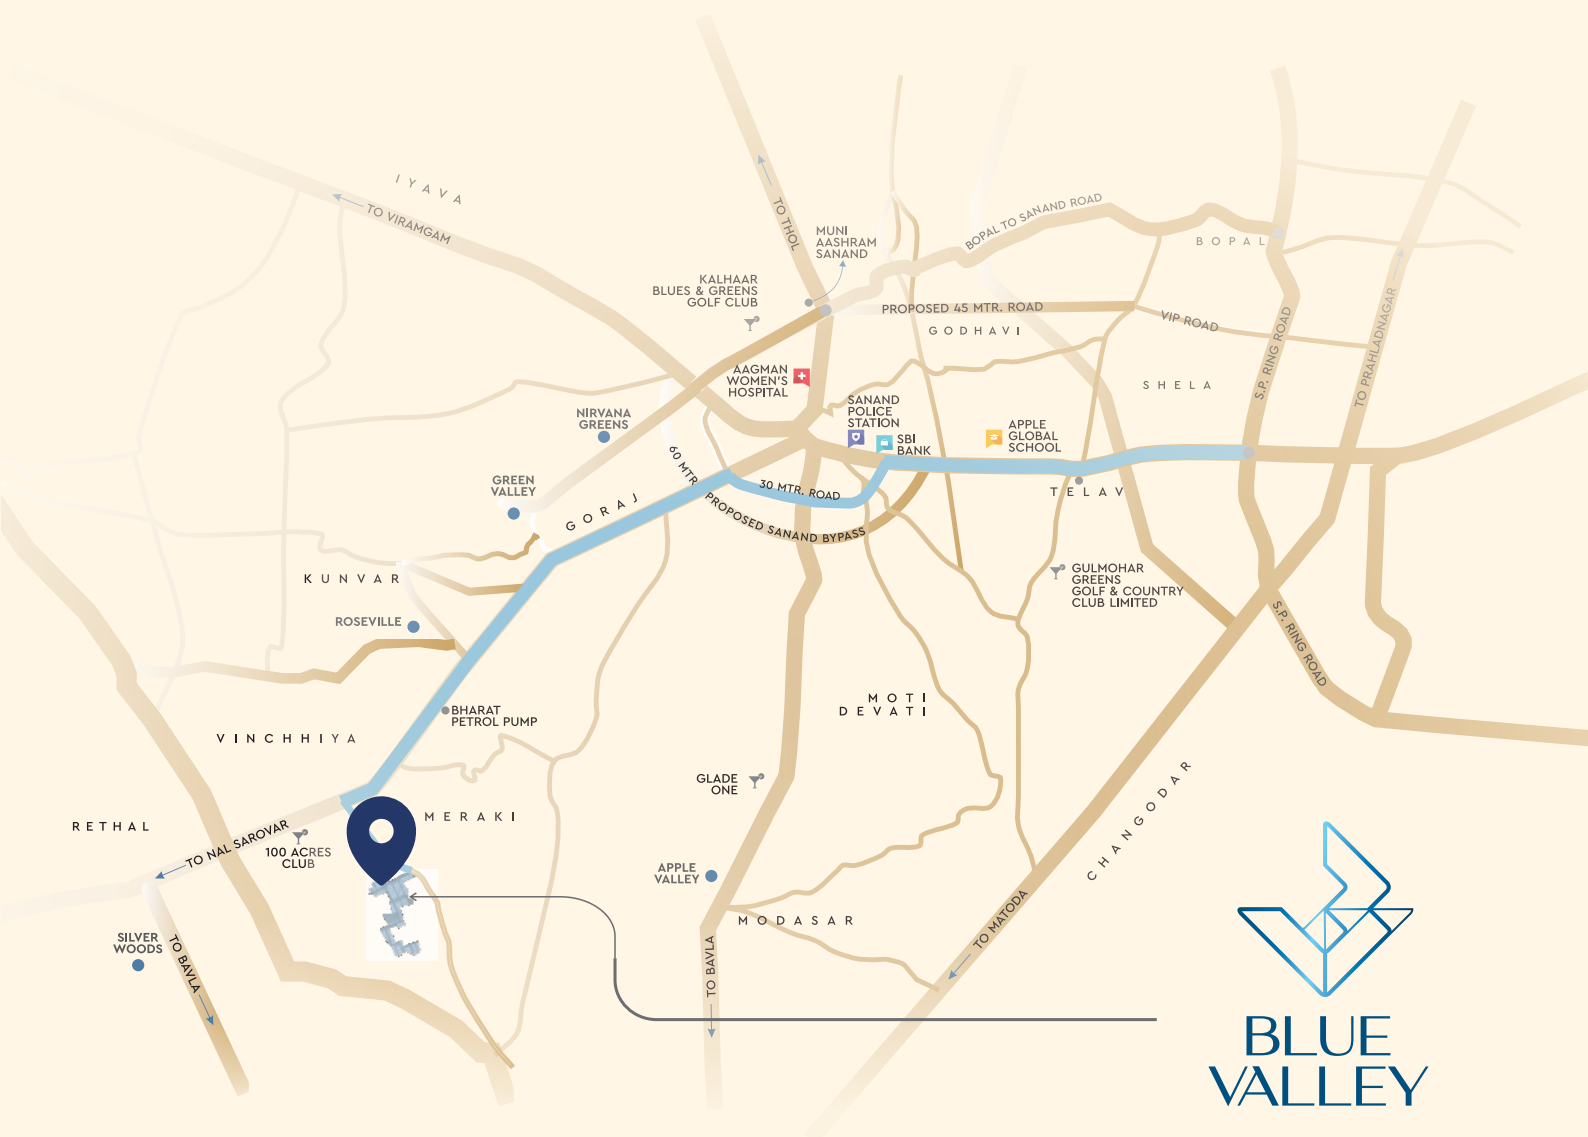 IYAVA
TO VIRAMGAM
TO THOL
MUNI
AASHRAM
SANAND
BOPAL TO SANAND ROAD
BOPAL
KALHAAR
BLUES & GREENS
GOLF CLUB
PROPOSED 45 MTR. ROAD
GODHAVI
VIP ROAD
S.P. RING ROAD
TO PRAHLADNAGAR
SHELA
AAGMAN
WOMEN'S
HOSPITAL
SANAND
POLICE
STATION
SBI
BANK
APPLE
GLOBAL
SCHOOL
NIRVANA
GREENS
GREEN
VALLEY
GORAJ
60 MTR. PROPOSED SANAND BYPASS
30 MTR. ROAD
TELAV
KUNVAR
ROSEVILLE
GULMOHAR
GREENS
GOLF & COUNTRY
CLUB LIMITED
S.P. RING ROAD
BHARAT
PETROL PUMP
VINCHHIYA
MOTI
DEVATI
GLADE
ONE
CHANGODAR
RETHAL
TO NAL SAROVAR
100 ACRES
CLUB
MERAKI
APPLE
VALLEY
MODASAR
TO MATODA
SILVER
WOODS
TO BAVLA
TO BAVLA
BLUE
VALLEY